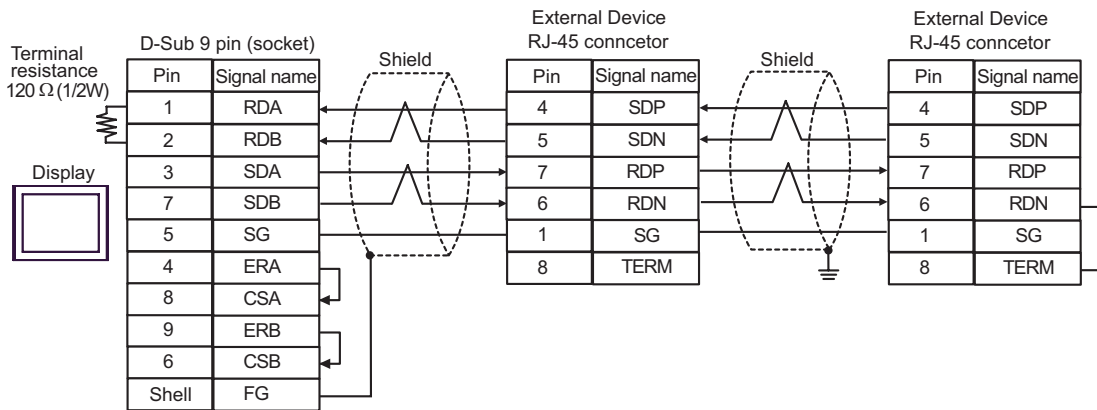 External Device
RJ-45 conncetor
External Device
RJ-45 conncetor
D-Sub 9 pin (socket)
Terminal
resistance
120 Ω (1/2W)
Shield
Shield
Display
Pin Signal name
1 RDA
2 RDB
3 SDA
7 SDB
5 SG
4 ERA
8 CSA
9 ERB
6 CSB
Shell FG
Pin Signal name
4 SDP
5 SDN
7 RDP
6 RDN
1 SG
8 TERM
Pin Signal name
4 SDP
5 SDN
7 RDP
6 RDN
1 SG
8 TERM